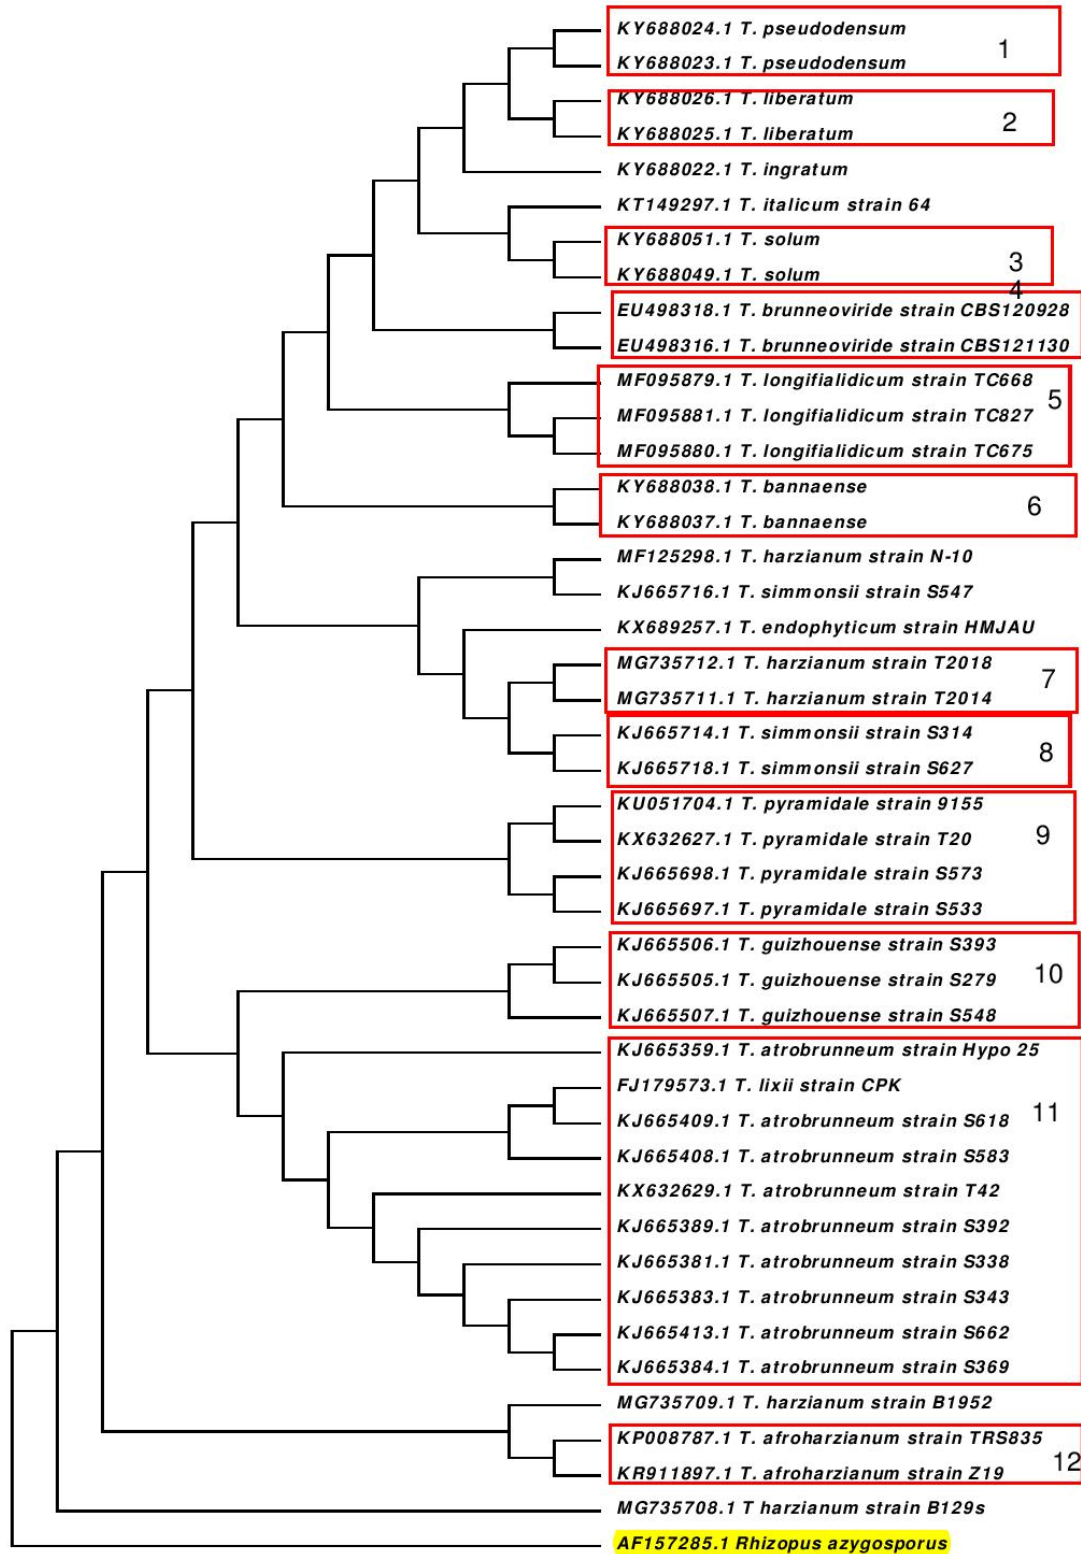 KY688024.1 T. pseudodensum
1
KY688023.1 T. pseudodensum
KY688026.1 T. liberatum
2
KY688025.1 T. liberatum
KY688022.1 T. ingratum
KT149297.1 T. italicum strain 64
KY688051.1 T. solum
3
KY688049.1 T. solum
4
EU498318.1 T. brunneoviride strain CBS120928
EU498316.1 T. brunneoviride strain CBS121130
MF095879.1 T. longifialidicum strain TC668
5
MF095881.1 T. longifialidicum strain TC827
MF095880.1 T. longifialidicum strain TC675
KY688038.1 T. bannaense
6
KY688037.1 T. bannaense
MF125298.1 T. harzianum strain N-10
KJ665716.1 T. simmonsii strain S547
KX689257.1 T. endophyticum strain HMJAU
MG735712.1 T. harzianum strain T2018
7
MG735711.1 T. harzianum strain T2014
KJ665714.1 T. simmonsii strain S314
8
KJ665718.1 T. simmonsii strain S627
KU051704.1 T. pyramidale strain 9155
9
KX632627.1 T. pyramidale strain T20
KJ665698.1 T. pyramidale strain S573
KJ665697.1 T. pyramidale strain S533
KJ665506.1 T. guizhouense strain S393
10
KJ665505.1 T. guizhouense strain S279
KJ665507.1 T. guizhouense strain S548
KJ665359.1 T. atrobrunneum strain Hypo 25
FJ179573.1 T. lixii strain CPK
11
KJ665409.1 T. atrobrunneum strain S618
KJ665408.1 T. atrobrunneum strain S583
KX632629.1 T. atrobrunneum strain T42
KJ665389.1 T. atrobrunneum strain S392
KJ665381.1 T. atrobrunneum strain S338
KJ665383.1 T. atrobrunneum strain S343
KJ665413.1 T. atrobrunneum strain S662
KJ665384.1 T. atrobrunneum strain S369
MG735709.1 T. harzianum strain B1952
KP008787.1 T. afroharzianum strain TRS835
12
KR911897.1 T. afroharzianum strain Z19
MG735708.1 T harzianum strain B129s
AF157285.1 Rhizopus azygosporus